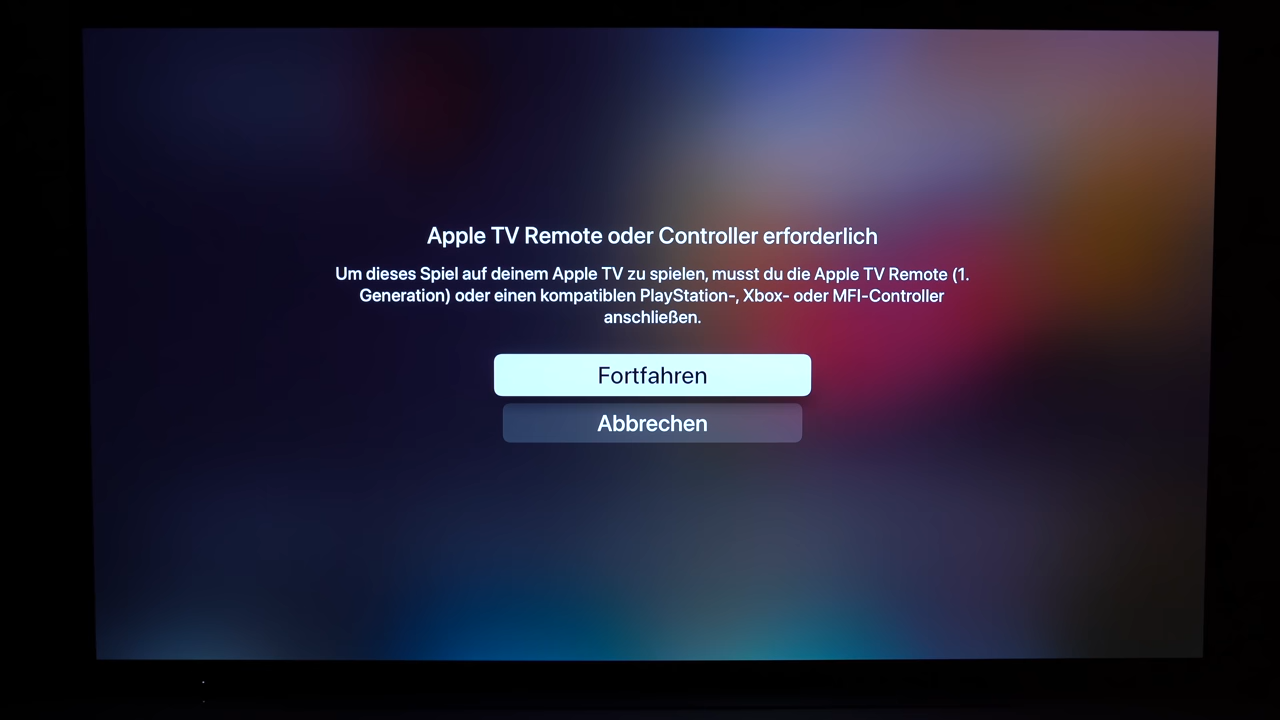 Apple TV Remote oder Controller erforderlich
Um dieses Spiel auf deinem Apple TV zu spielen, musst du die Apple TV Remote (1.
Generation) oder einen kompatiblen PlayStation-, Xbox- oder MFI-Controller
anschließen.
Fortfahren
Abbrechen